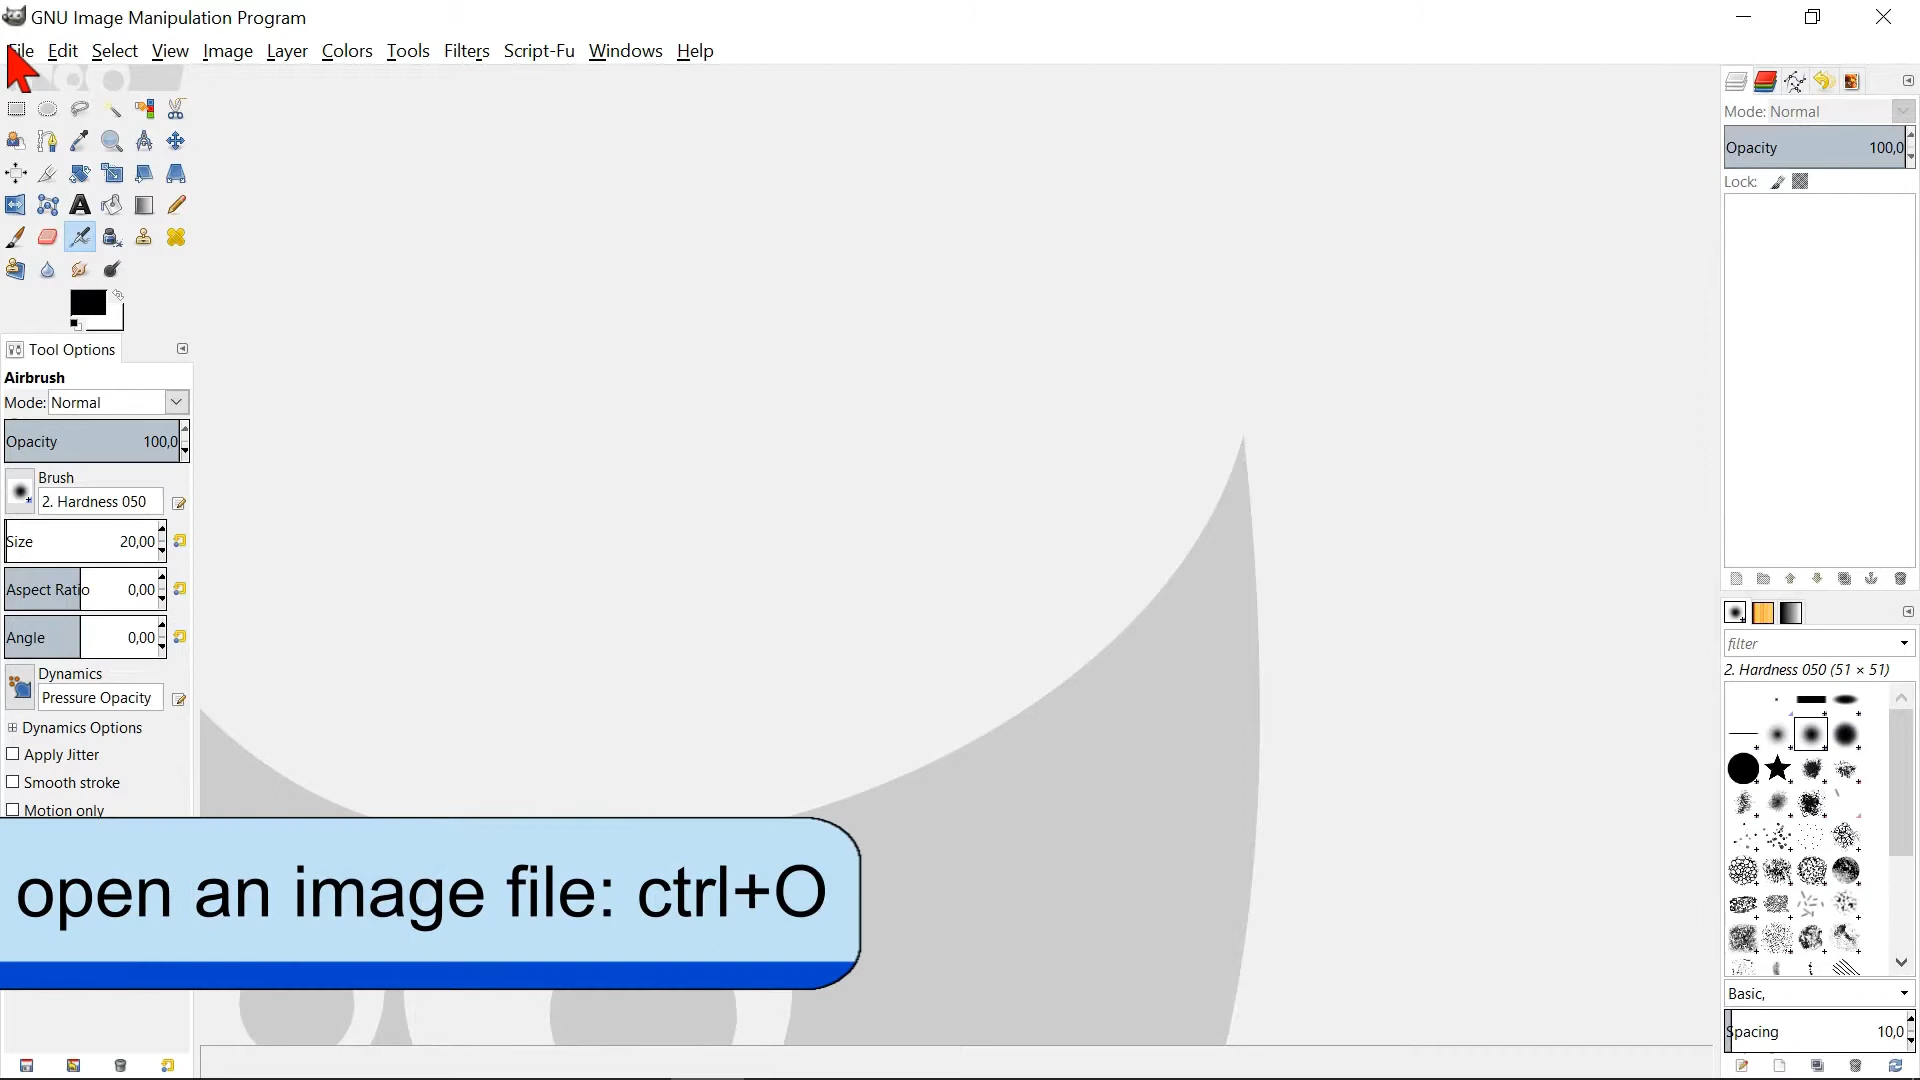 GNU Image Manipulation Program
File Edit Select View Image Layer Colors Tools Filters Script-Fu Windows Help
Tool Options
Airbrush
Mode: Normal
Opacity 100,0
Brush
2. Hardness 050
Size 20,00
Aspect Ratio 0,00
Angle 0,00
Dynamics
Pressure Opacity
Dynamics Options
Apply Jitter
Smooth stroke
Motion only
open an image file: ctrl+O
Mode: Normal
Opacity 100,0
Lock:
filter
2. Hardness 050 (51 × 51)
Basic,
Spacing 10,0